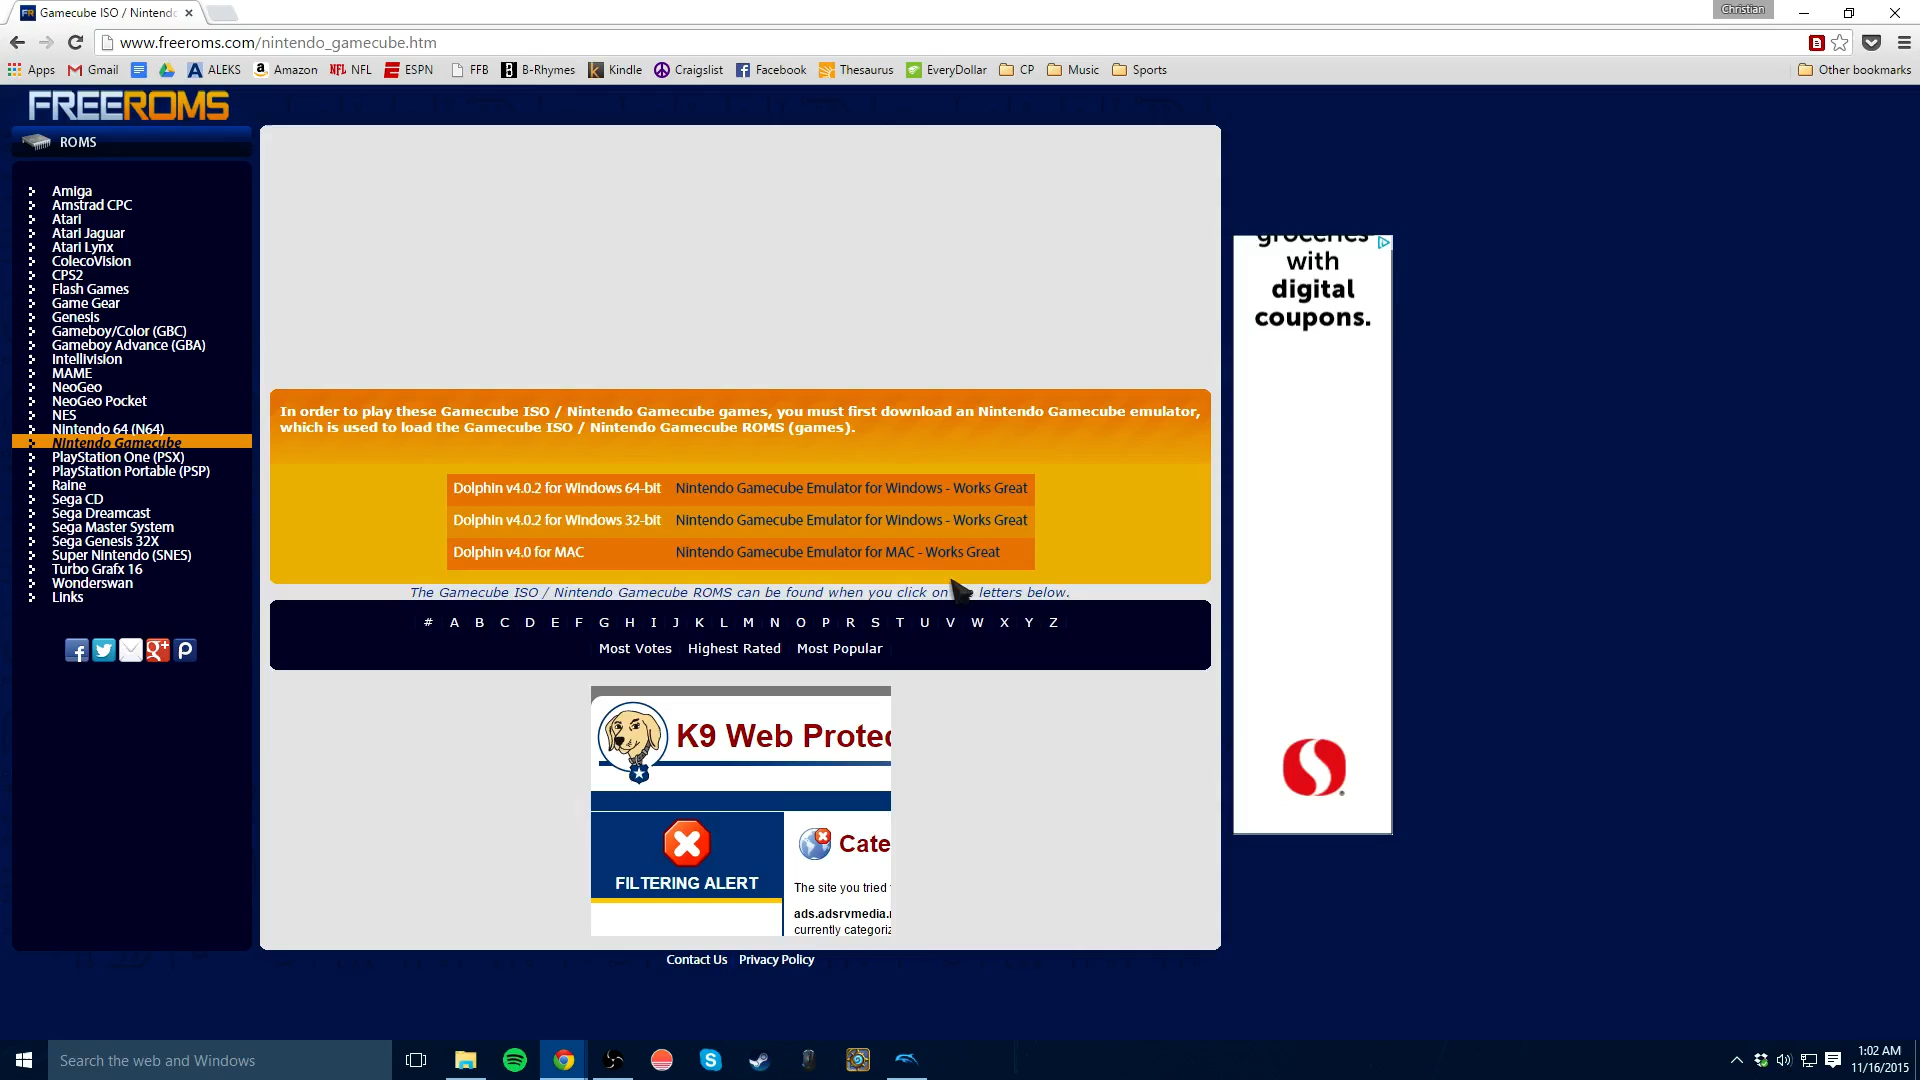 Gamecube ISO / Nintendo
Christian
www.freeroms.com/nintendo_gamecube.htm
Apps
Gmail
ALEKS
Amazon
NFL
ESPN
FFB
B-Rhymes
Kindle
Craigslist
Facebook
Thesaurus
EveryDollar
CP
Music
Sports
Other bookmarks
FREEROMS
ROMS
Amiga
Amstrad CPC
Atari
Atari Jaguar
Atari Lynx
ColecoVision
CPS2
Flash Games
Game Gear
Genesis
Gameboy/Color (GBC)
Gameboy Advance (GBA)
Intellivision
MAME
NeoGeo
NeoGeo Pocket
NES
Nintendo 64 (N64)
Nintendo Gamecube
PlayStation One (PSX)
PlayStation Portable (PSP)
Raine
Sega CD
Sega Dreamcast
Sega Master System
Sega Genesis 32X
Super Nintendo (SNES)
Turbo Grafx 16
Wonderswan
Links
In order to play these Gamecube ISO / Nintendo Gamecube games, you must first download an Nintendo Gamecube emulator,
which is used to load the Gamecube ISO / Nintendo Gamecube ROMS (games).
Dolphin v4.0.2 for Windows 64-bit Nintendo Gamecube Emulator for Windows - Works Great
Dolphin v4.0.2 for Windows 32-bit Nintendo Gamecube Emulator for Windows - Works Great
Dolphin v4.0 for MAC Nintendo Gamecube Emulator for MAC - Works Great
The Gamecube ISO / Nintendo Gamecube ROMS can be found when you click on letters below.
# A B C D E F G H I J K L M N O P R S T U V W X Y Z
Most Votes Highest Rated Most Popular
K9 Web Protec
FILTERING ALERT
Cate
The site you tried
ads.adsrvmedia.
currently categoriz
Contact Us Privacy Policy
groceries
with
digital
coupons.
Search the web and Windows
1:02 AM
11/16/2015